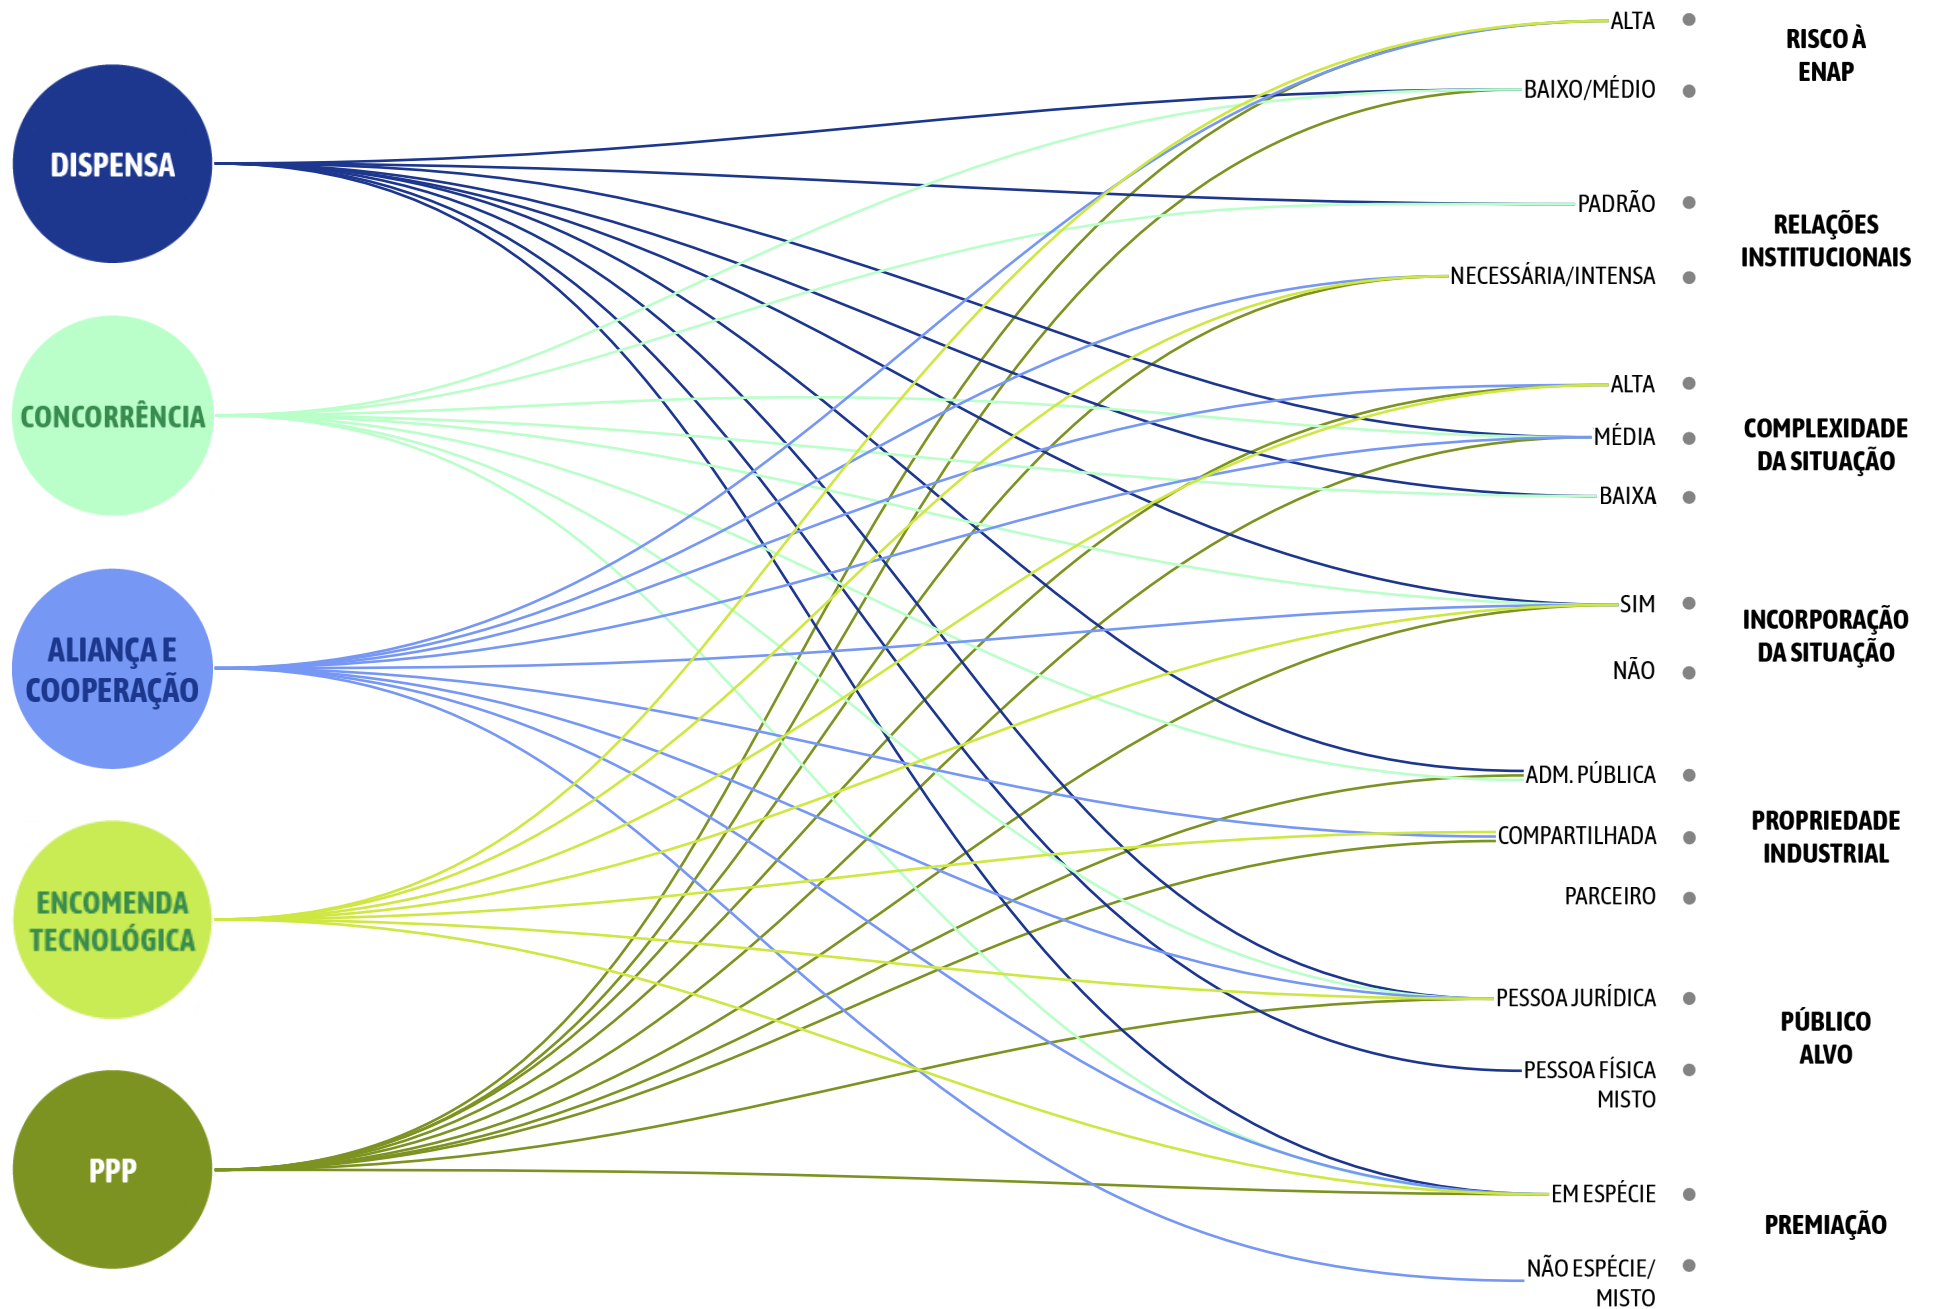 DISPENSA
CONCORRÊNCIA
ALIANÇA E
COOPERAÇÃO
ENCOMENDA
TECNOLÓGICA
PPP
ALTA
BAIXO/MÉDIO
RISCO À
ENAP
PADRÃO
NECESSÁRIA/INTENSA
RELAÇÕES
INSTITUCIONAIS
ALTA
MÉDIA
BAIXA
COMPLEXIDADE
DA SITUAÇÃO
SIM
NÃO
INCORPORAÇÃO
DA SITUAÇÃO
ADM. PÚBLICA
COMPARTILHADA
PARCEIRO
PROPRIEDADE
INDUSTRIAL
PESSOA JURÍDICA
PESSOA FÍSICA
MISTO
PÚBLICO
ALVO
EM ESPÉCIE
NÃO ESPÉCIE/
MISTO
PREMIAÇÃO